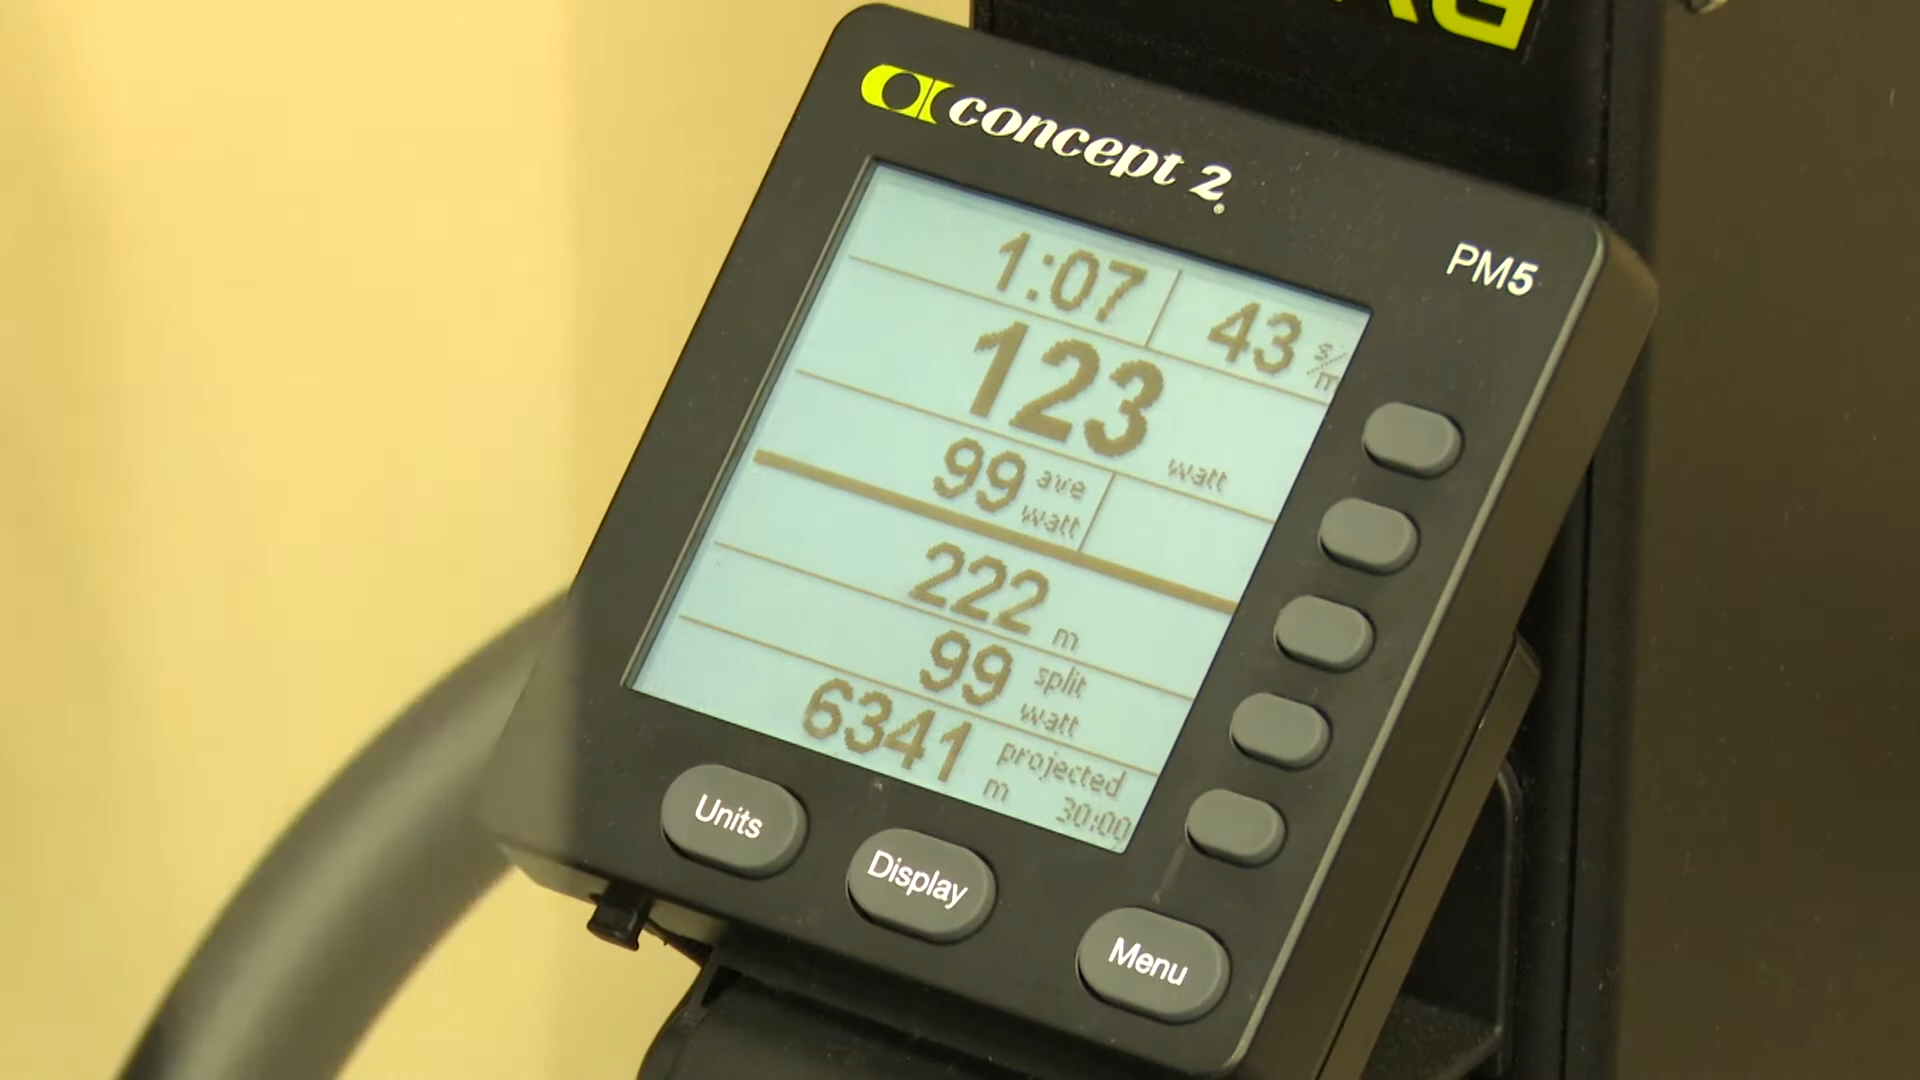 concept 2
PM5
1:07 43 s/m
123 watt
99 ave watt
222 m
99 split watt
6341 m projected 30:00
Units
Display
Menu